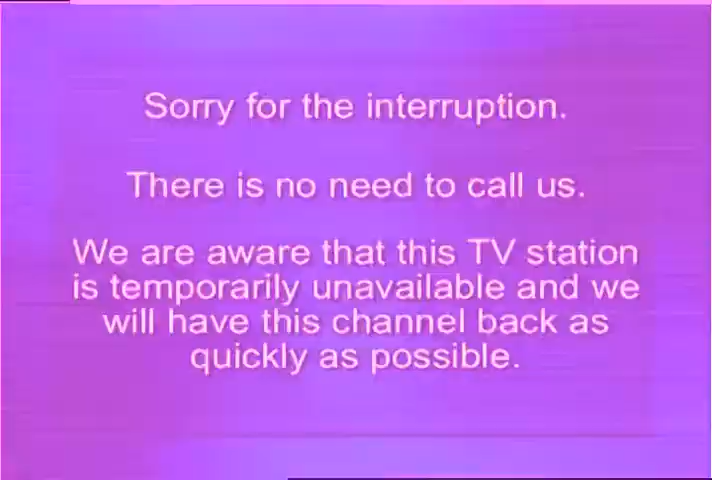 Sorry for the interruption.
There is no need to call us.
We are aware that this TV station
is temporarily unavailable and we
will have this channel back as
quickly as possible.